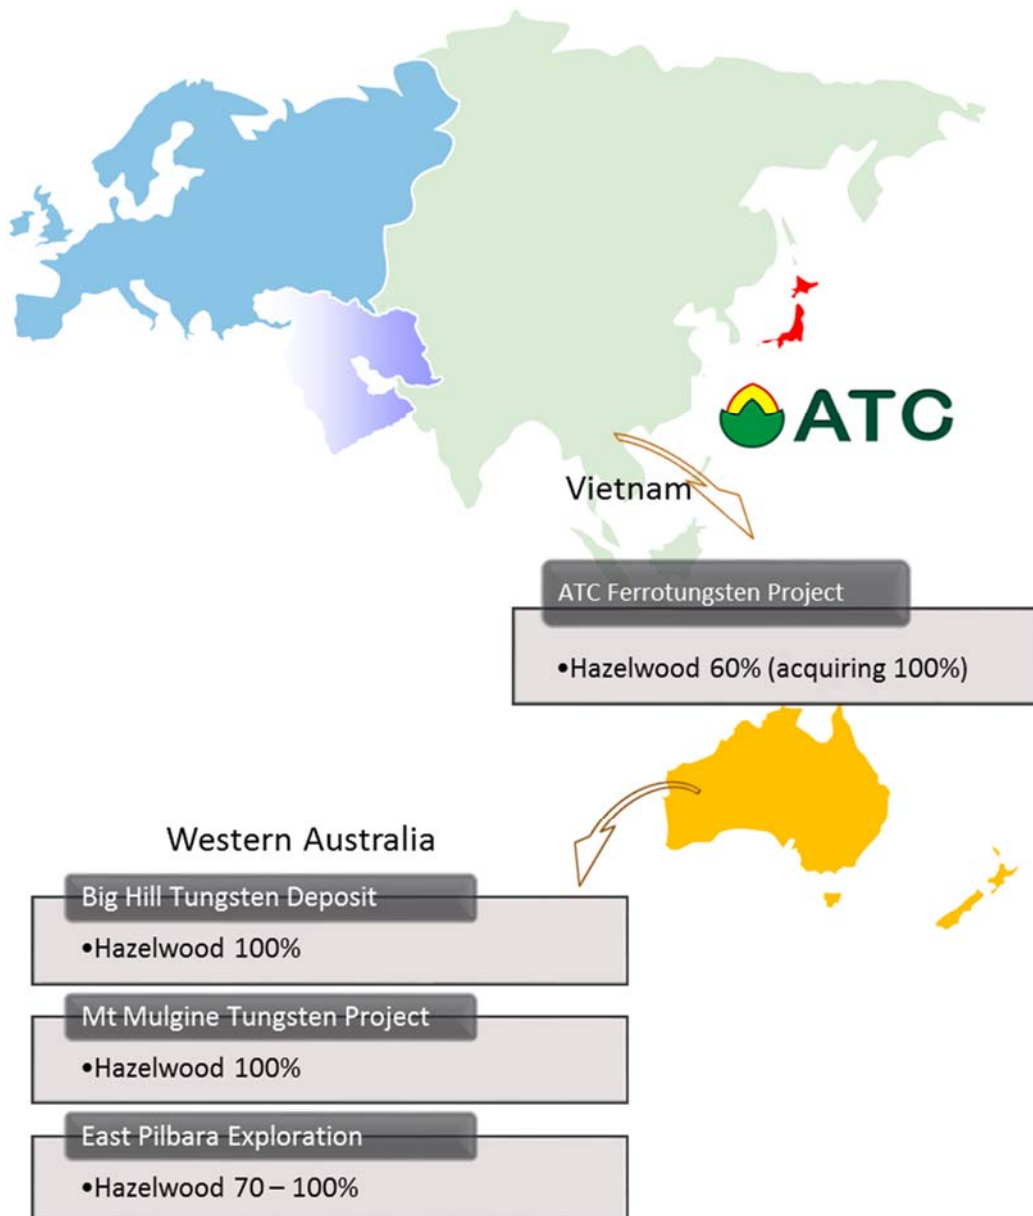 ATC
Vietnam
ATC Ferrotungsten Project
•Hazelwood 60% (acquiring 100%)
Western Australia
Big Hill Tungsten Deposit
•Hazelwood 100%
Mt Mulgine Tungsten Project
•Hazelwood 100%
East Pilbara Exploration
•Hazelwood 70 – 100%